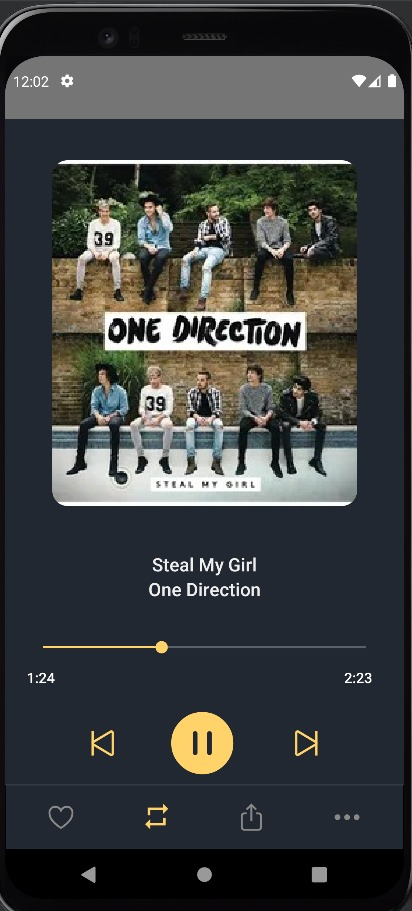 12:02
39
ONE DIRECTION
39
STEAL MY GIRL
Steal My Girl
One Direction
1:24
2:23